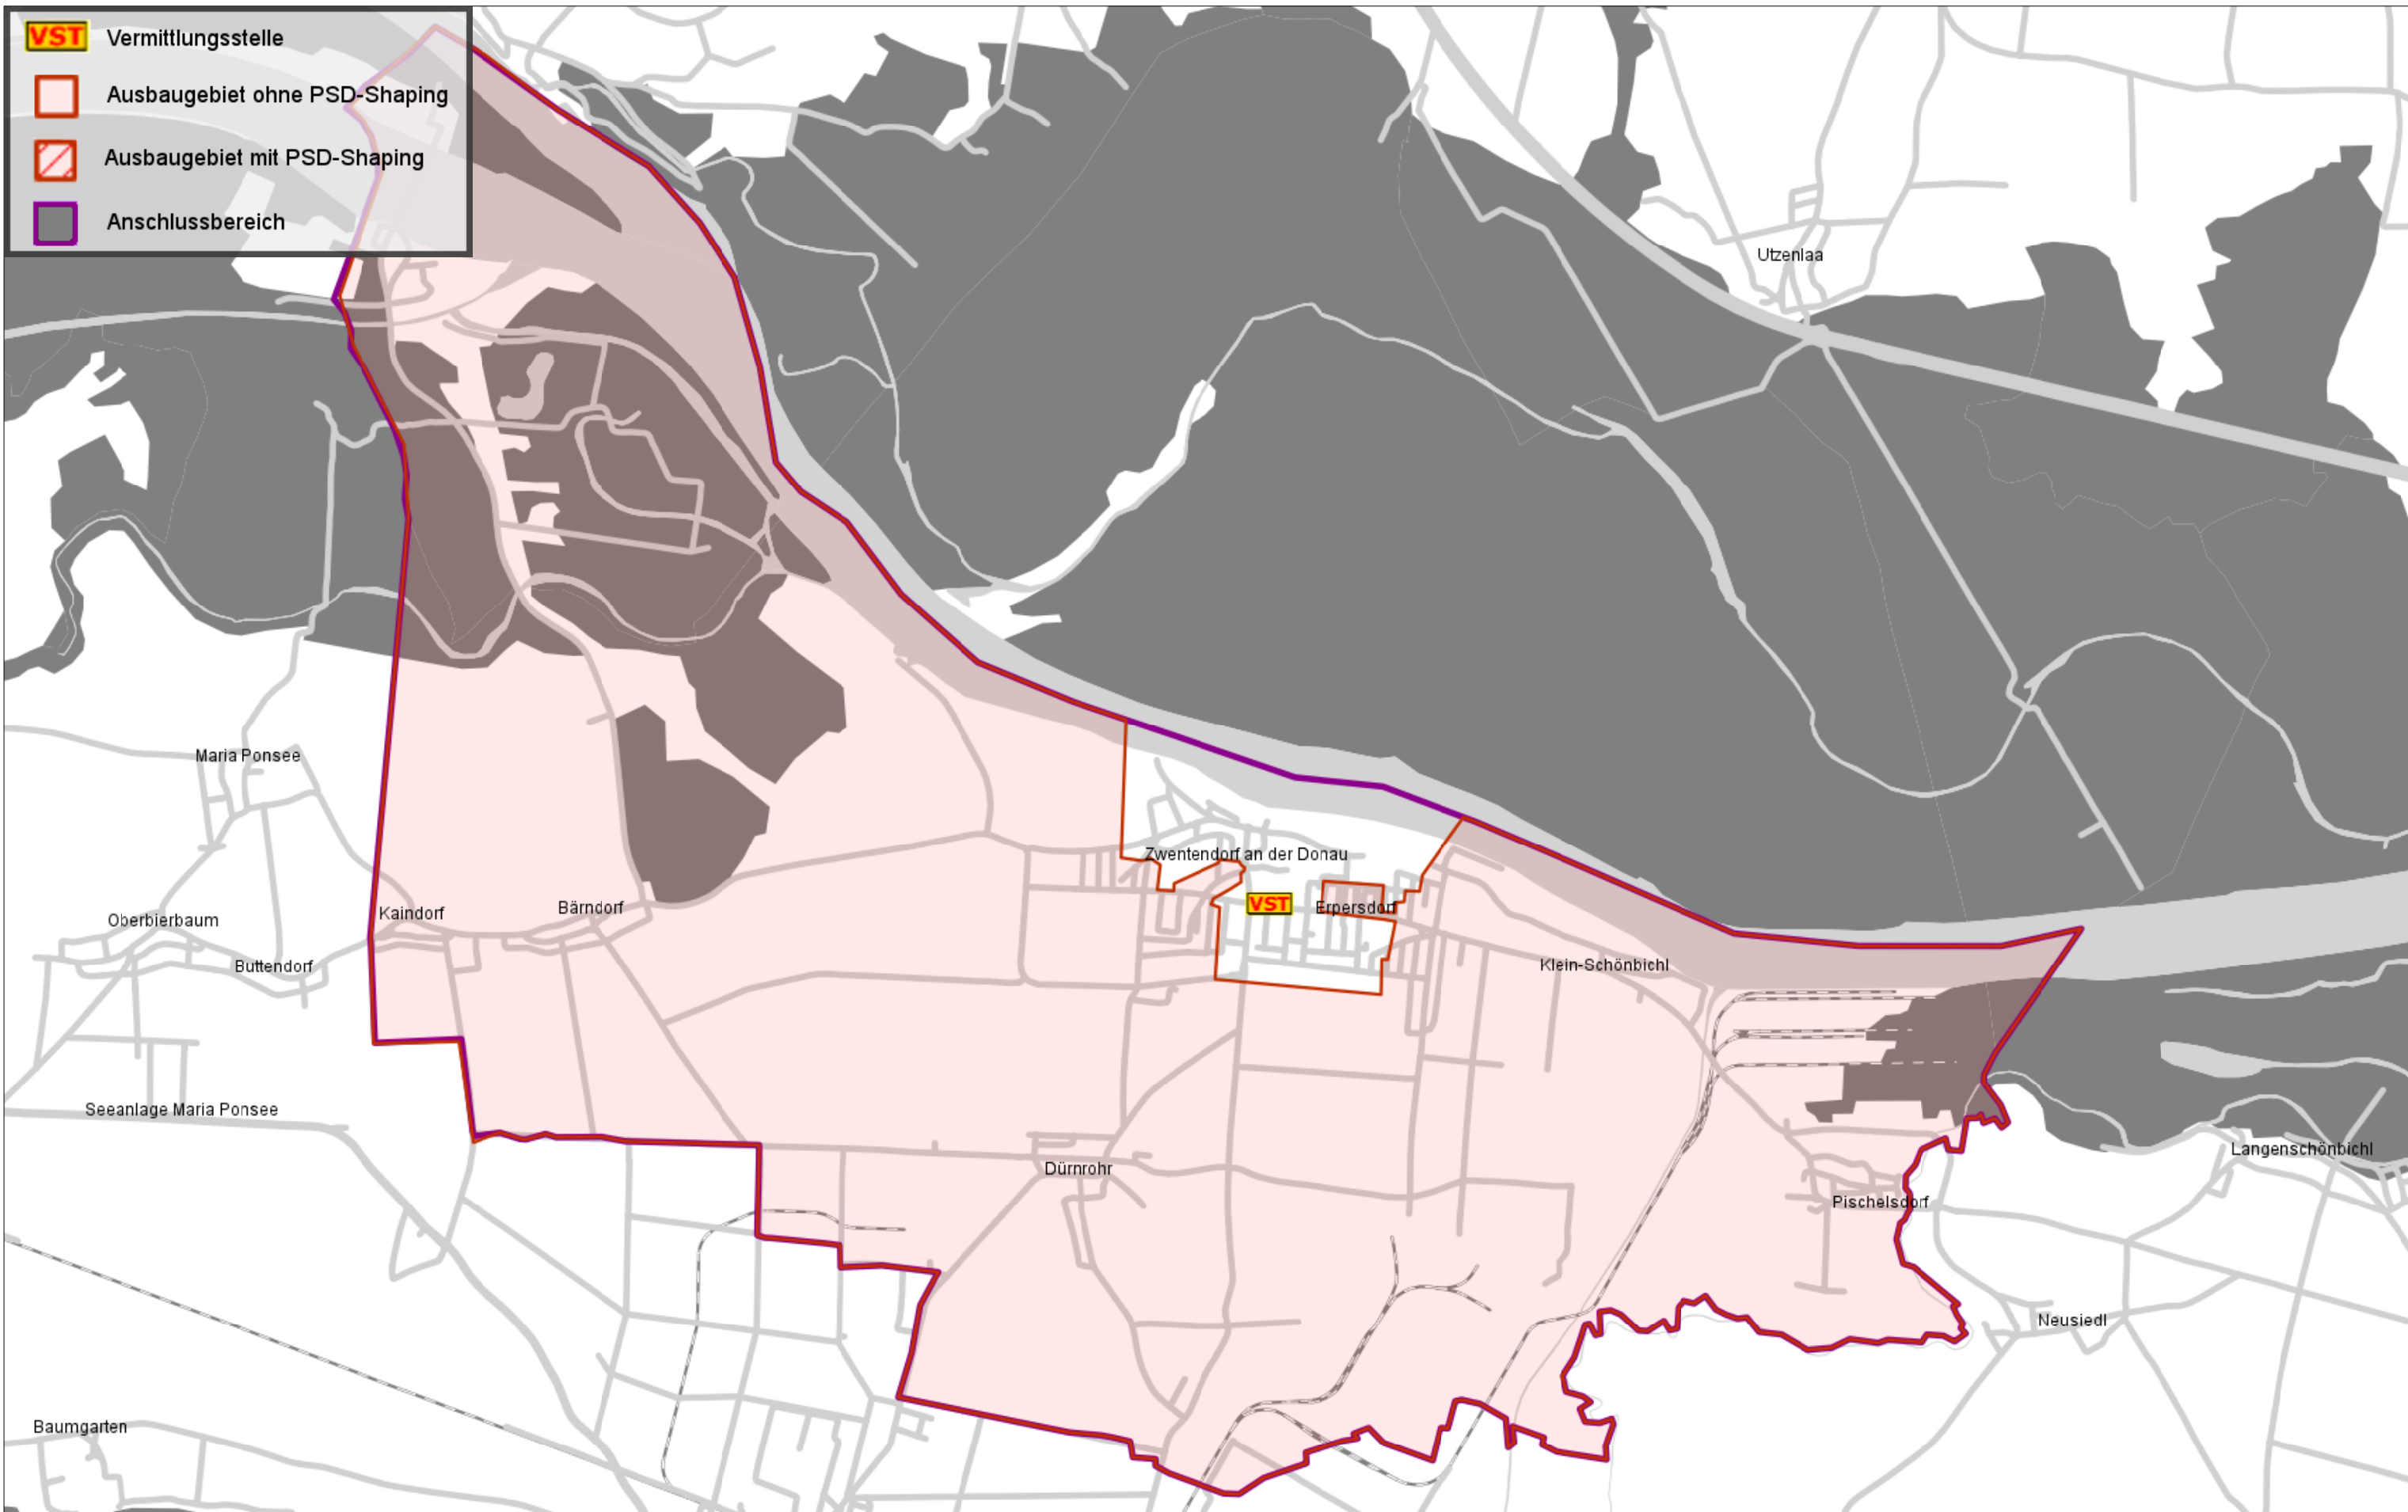 VST Vermittlungsstelle
Ausbaugebiet ohne PSD-Shaping
Ausbaugebiet mit PSD-Shaping
Anschlussbereich
Utzenlaa
Maria Ponsee
Zwentendorf an der Donau
VST
Erpersdorf
Kaindorf
Bärndorf
Oberbierbaum
Buttendorf
Klein-Schönbichl
Seeanlage Maria Ponsee
Langenschönbichl
Dürnrohr
Pischelsdorf
Neusiedl
Baumgarten